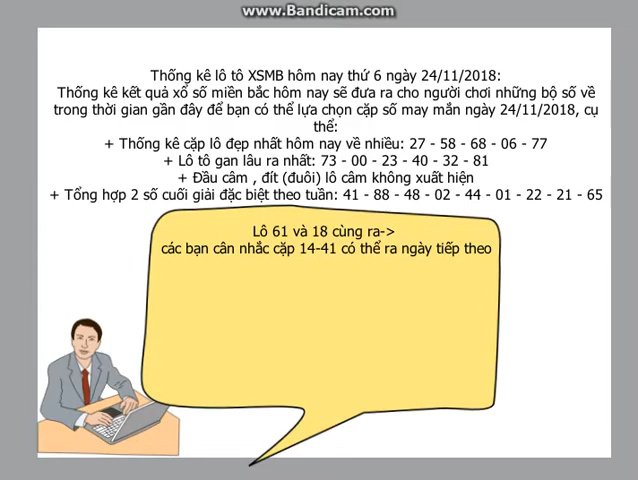 www.Bandicam.com
Thống kê lô tô XSMB hôm nay thứ 6 ngày 24/11/2018:
Thống kê kết quả xổ số miền bắc hôm nay sẽ đưa ra cho người chơi những bộ số về
trong thời gian gần đây để bạn có thể lựa chọn cặp số may mắn ngày 24/11/2018, cụ
thể:
+ Thống kê cặp lô đẹp nhất hôm nay về nhiều: 27 - 58 - 68 - 06 - 77
+ Lô tô gan lâu ra nhất: 73 - 00 - 23 - 40 - 32 - 81
+ Đầu câm , đít (đuôi) lô câm không xuất hiện
+ Tổng hợp 2 số cuối giải đặc biệt theo tuần: 41 - 88 - 48 - 02 - 44 - 01 - 22 - 21 - 65
Lô 61 và 18 cùng ra->
các bạn cân nhắc cặp 14-41 có thể ra ngày tiếp theo